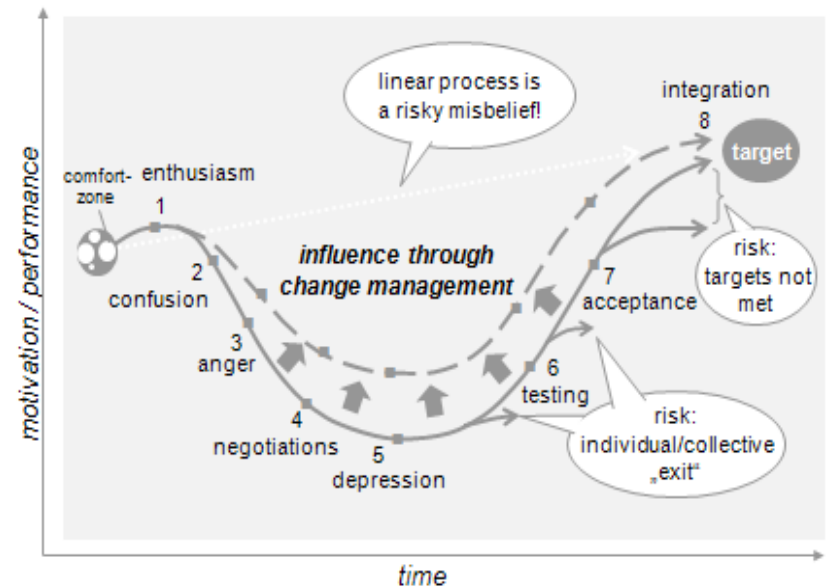 motivation / performance
comfort-
zone
enthusiasm
1
2
confusion
3
anger
4
negotiations
5
depression
6
testing
7
acceptance
integration
8
target
linear process is
a risky misbelief!
influence through
change management
risk:
targets not
met
risk:
individual/collective
„exit“
time